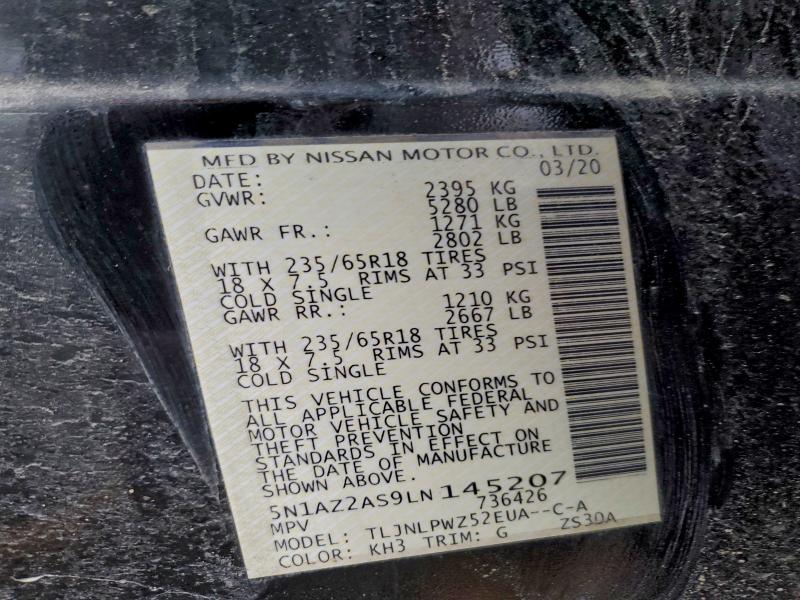 MFD BY NISSAN MOTOR CO., LTD.
DATE: 03/20
GVWR: 2395 KG
5280 LB
GAWR FR.: 1271 KG
2802 LB
WITH 235/65R18 TIRES
18 X 7.5 RIMS AT 33 PSI
COLD SINGLE
GAWR RR.: 1210 KG
2667 LB
WITH 235/65R18 TIRES
18 X 7.5 RIMS AT 33 PSI
COLD SINGLE
THIS VEHICLE CONFORMS TO
ALL APPLICABLE FEDERAL
MOTOR VEHICLE SAFETY AND
THEFT PREVENTION
STANDARDS IN EFFECT ON
THE DATE OF MANUFACTURE
SHOWN ABOVE.
5N1AZ2AS9LN145207
MPV 736426
MODEL: TLJNLPWZ52EUA--C-A
COLOR: KH3 TRIM: G ZS30A